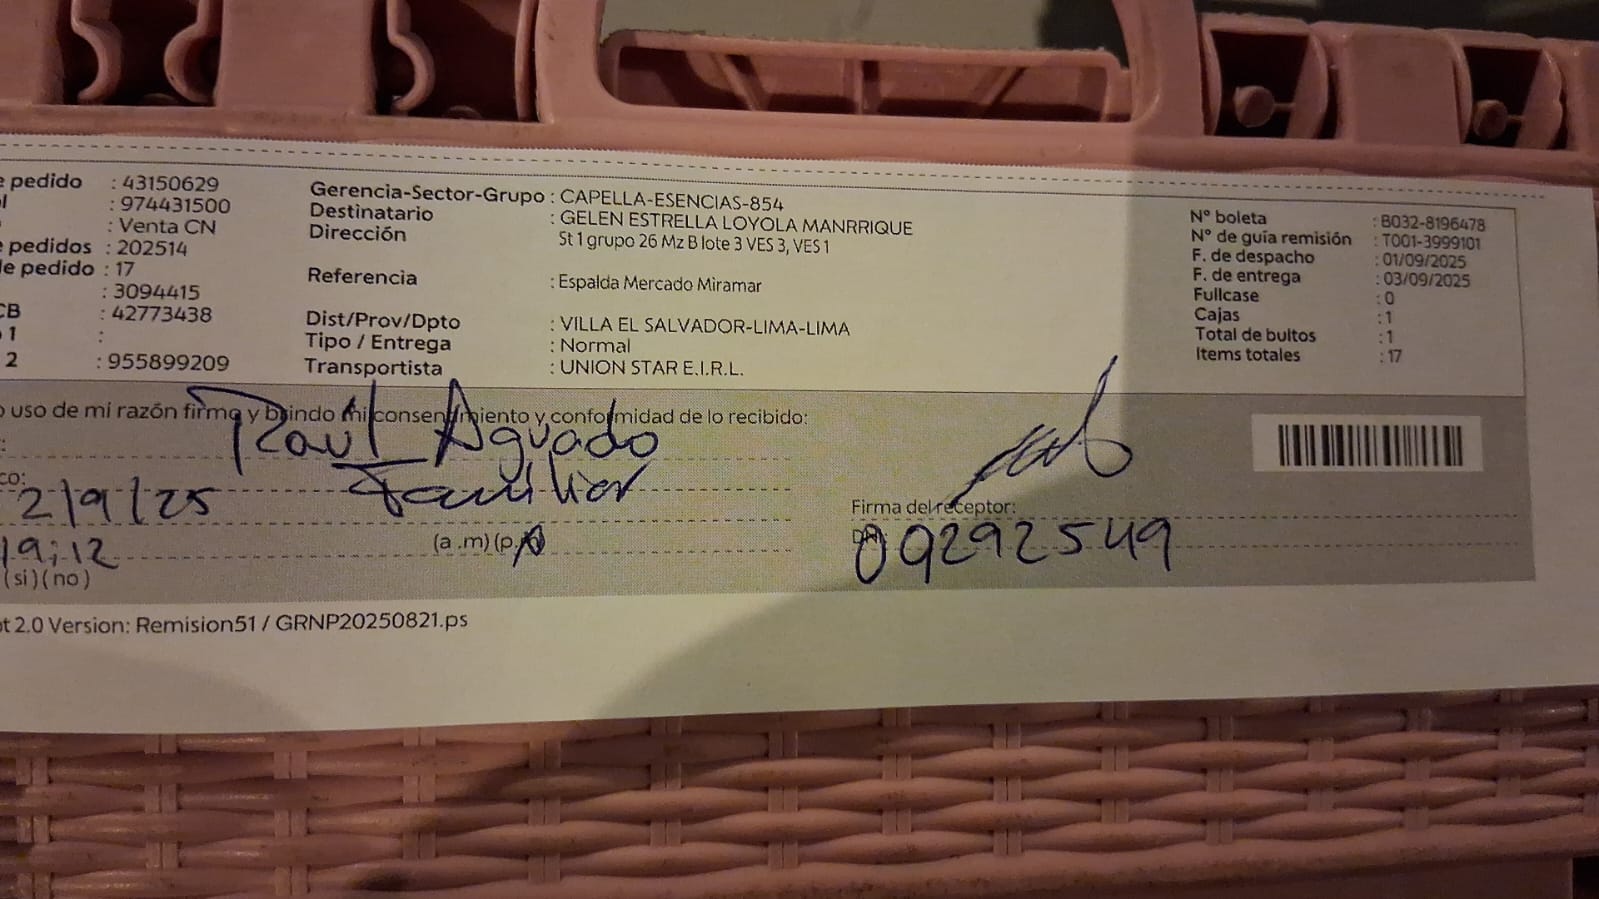 e pedido : 43150629
l : 974431500
: Venta CN
e pedidos : 202514
de pedido : 17
: 3094415
CB : 42773438
o 1 :
2 : 955899209
Gerencia-Sector-Grupo : CAPELLA-ESENCIAS-854
Destinatario : GELEN ESTRELLA LOYOLA MANRRIQUE
Dirección St 1 grupo 26 Mz B lote 3 VES 3, VES 1
Referencia : Espalda Mercado Miramar
Dist/Prov/Dpto : VILLA EL SALVADOR-LIMA-LIMA
Tipo / Entrega : Normal
Transportista : UNION STAR E.I.R.L.
N° boleta : B032-8196478
N° de guía remisión : T001-3999101
F. de despacho : 01/09/2025
F. de entrega : 03/09/2025
Fullcase : 0
Cajas : 1
Total de bultos : 1
Items totales : 17
o uso de mi razón firmo y brindo mi consentimiento y conformidad de lo recibido:
Raúl Aguado
co:
2/9/25 Familiar
Firma del receptor:
19:12 (a .m) (p.
DNI: 09292549
(si) (no)
pt 2.0 Version: Remision51 / GRNP20250821.ps